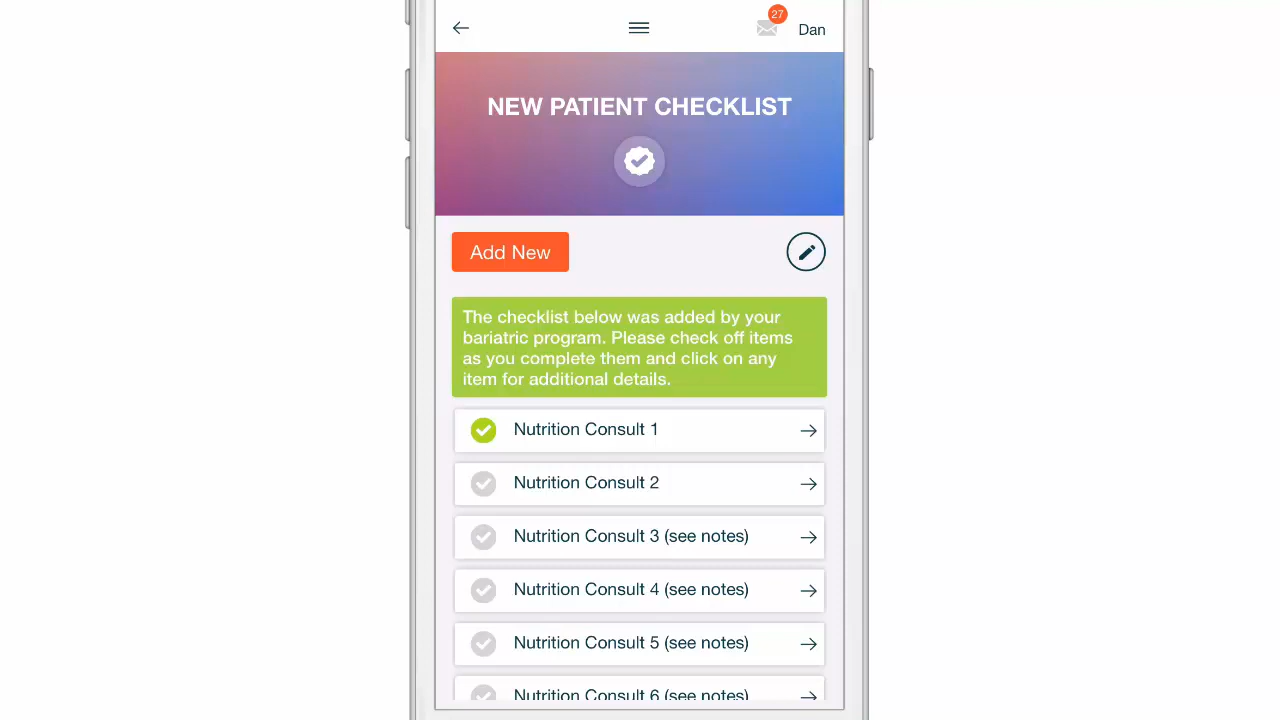 27
Dan
NEW PATIENT CHECKLIST
Add New
The checklist below was added by your
bariatric program. Please check off items
as you complete them and click on any
item for additional details.
Nutrition Consult 1
Nutrition Consult 2
Nutrition Consult 3 (see notes)
Nutrition Consult 4 (see notes)
Nutrition Consult 5 (see notes)
Nutrition Consult 6 (see notes)